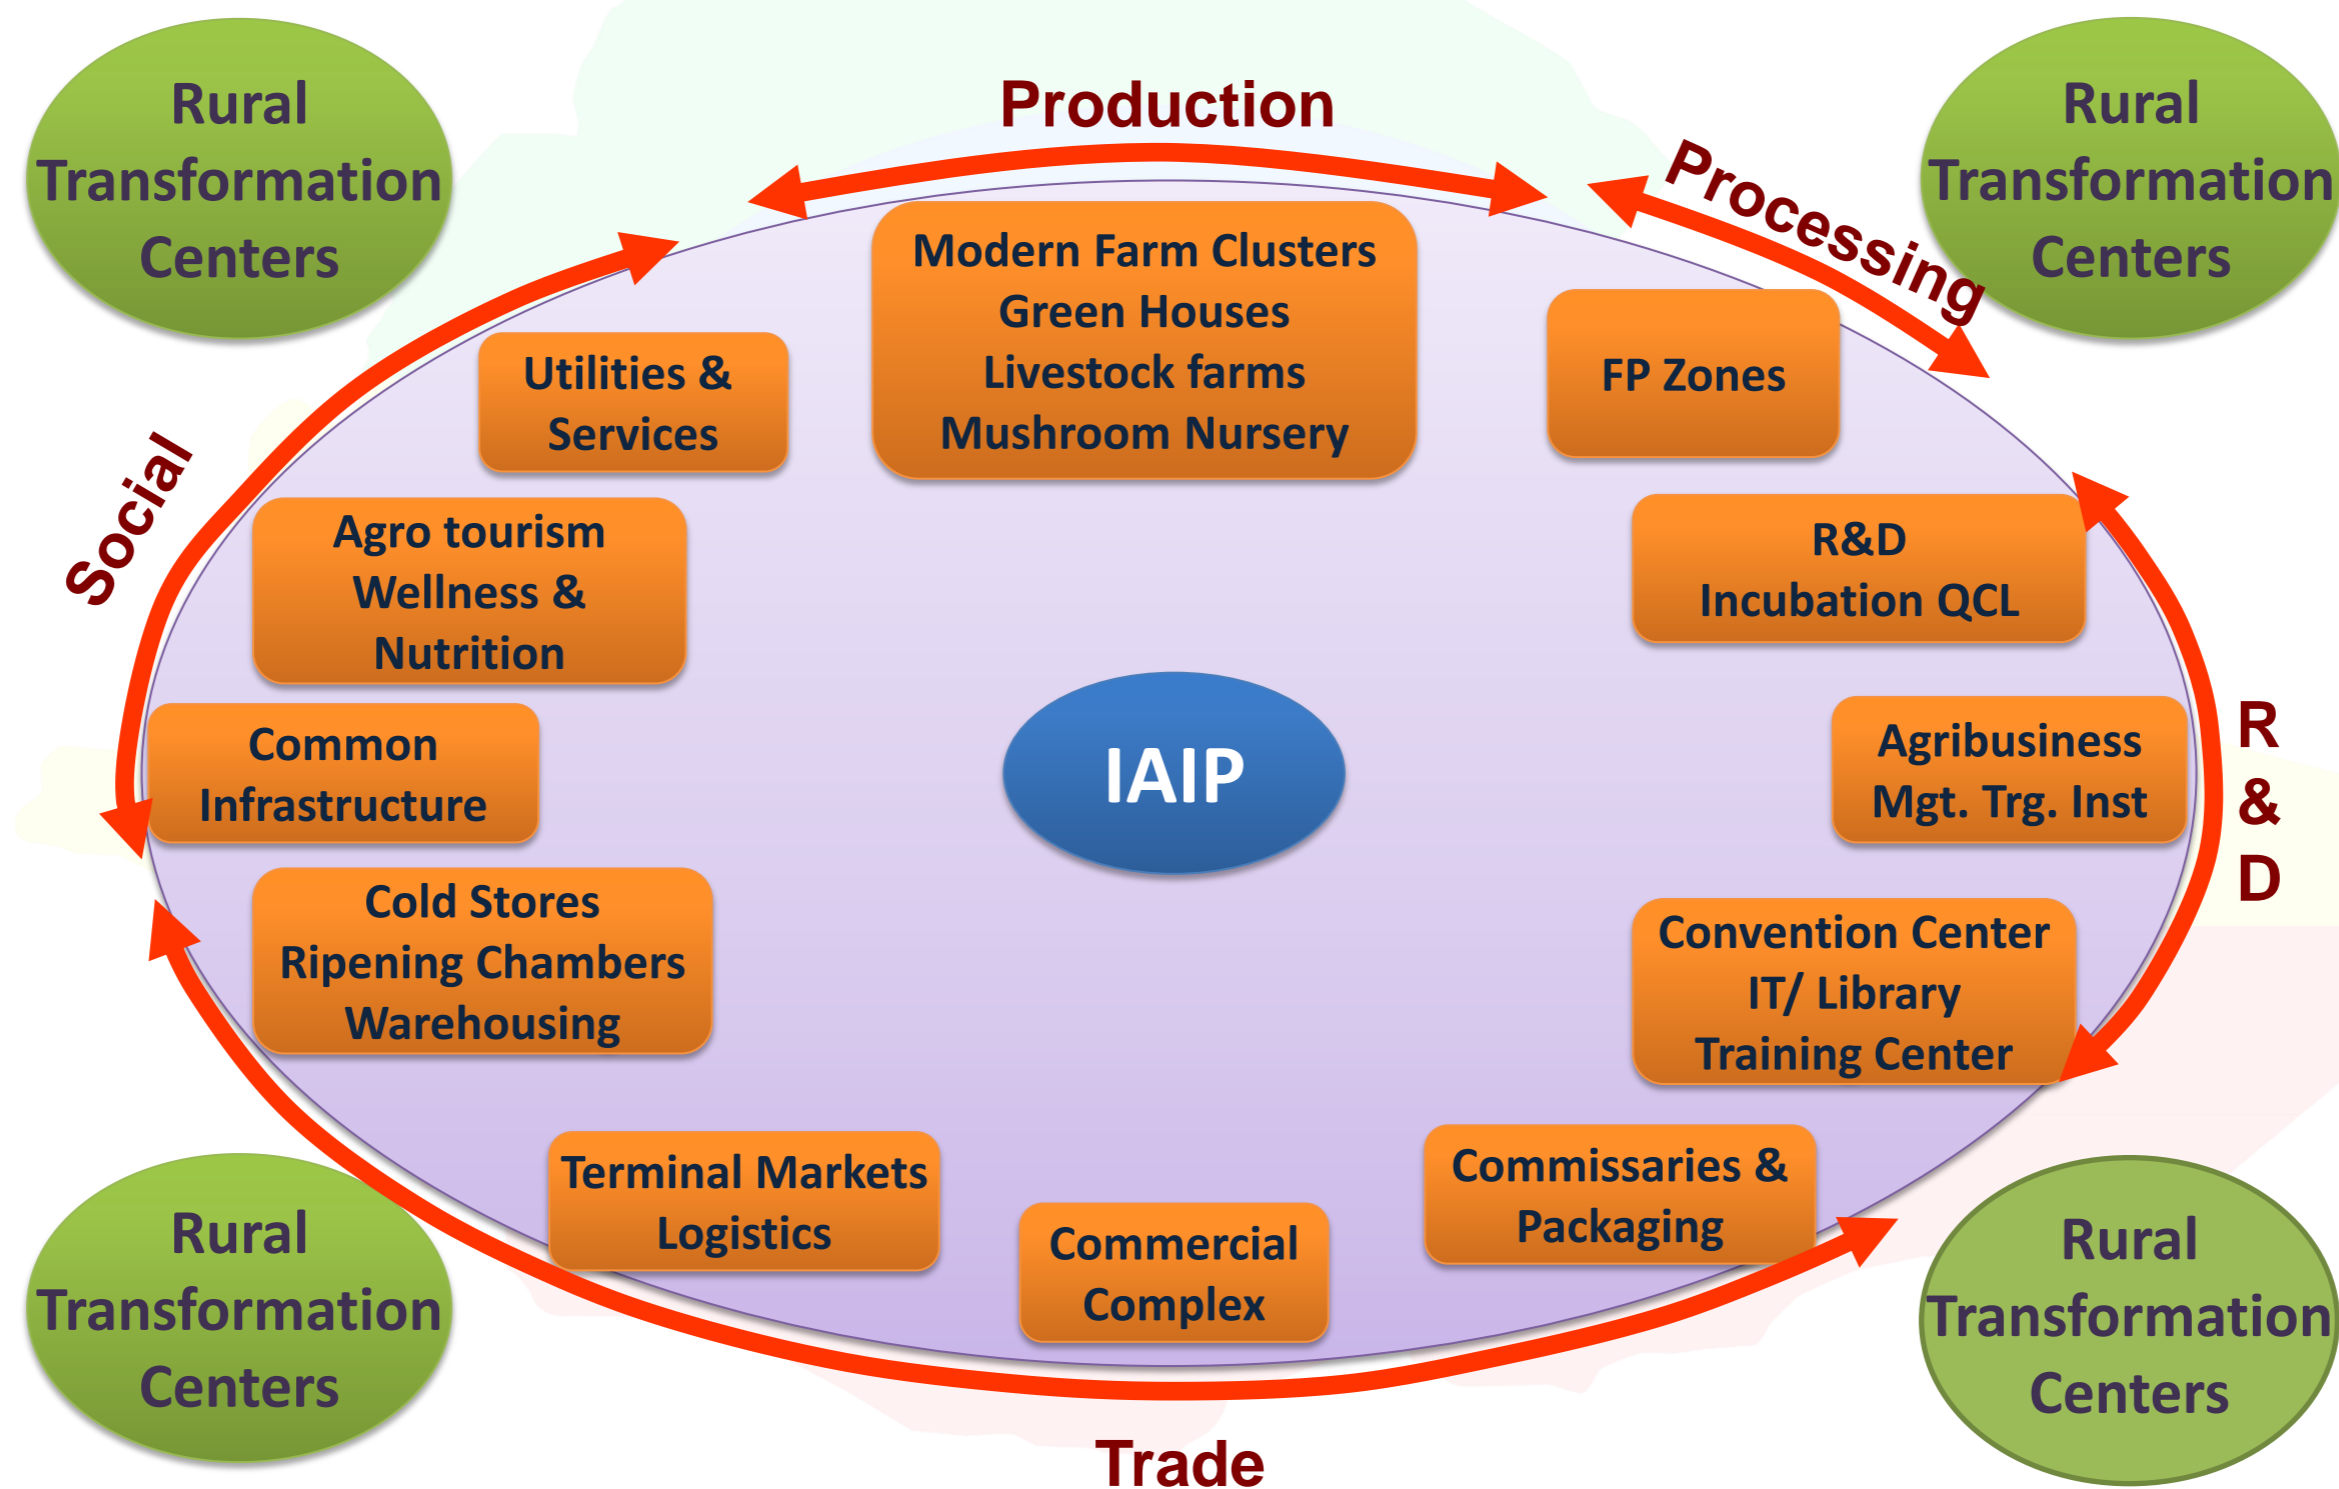 Rural
Transformation
Centers
Production
Processing
Rural
Transformation
Centers
Modern Farm Clusters
Green Houses
Livestock farms
Mushroom Nursery
Utilities &
Services
FP Zones
Social
Agro tourism
Wellness &
Nutrition
R&D
Incubation QCL
Common
Infrastructure
IAIP
Agribusiness
Mgt. Trg. Inst
R
&
D
Cold Stores
Ripening Chambers
Warehousing
Convention Center
IT/ Library
Training Center
Terminal Markets
Logistics
Commercial
Complex
Commissaries &
Packaging
Rural
Transformation
Centers
Rural
Transformation
Centers
Trade